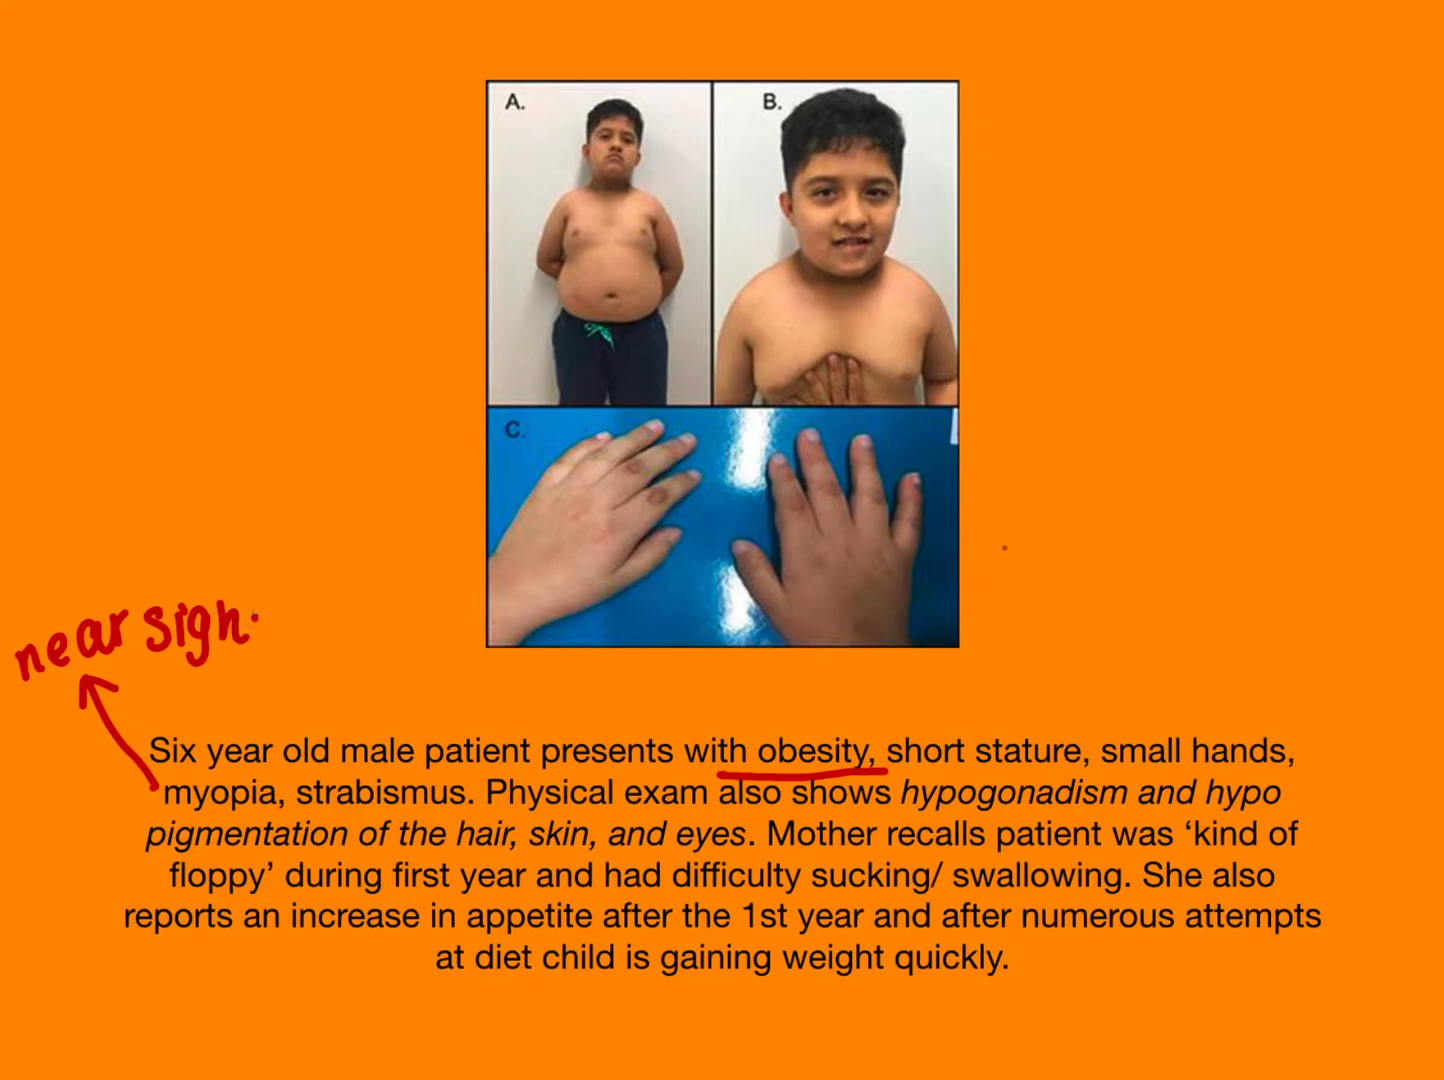 A.
B.
C.
near sign.
Six year old male patient presents with obesity, short stature, small hands,
myopia, strabismus. Physical exam also shows hypogonadism and hypo
pigmentation of the hair, skin, and eyes. Mother recalls patient was ‘kind of
floppy’ during first year and had difficulty sucking/ swallowing. She also
reports an increase in appetite after the 1st year and after numerous attempts
at diet child is gaining weight quickly.